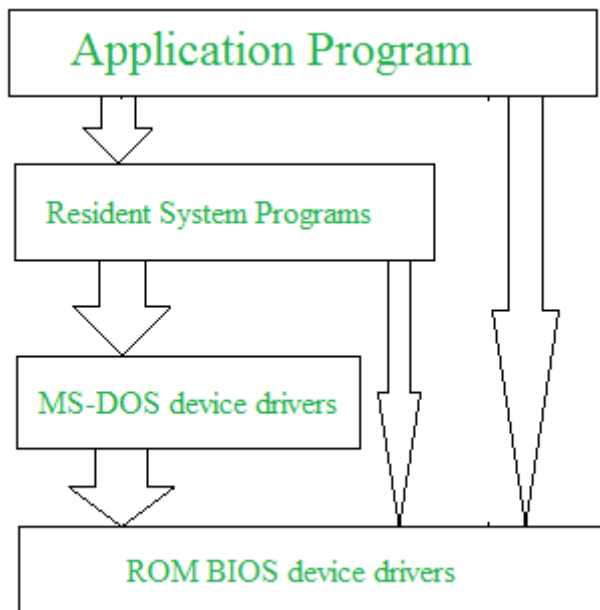 Application Program
Resident System Programs
MS-DOS device drivers
ROM BIOS device drivers